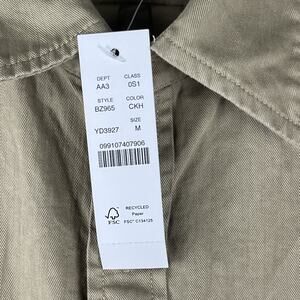 DEPT CLASS
AA3 0S1
STYLE COLOR
BZ965 CKH
SIZE
YD3927 M
099107407906
FSC
RECYCLED
Paper
FSC® C134125